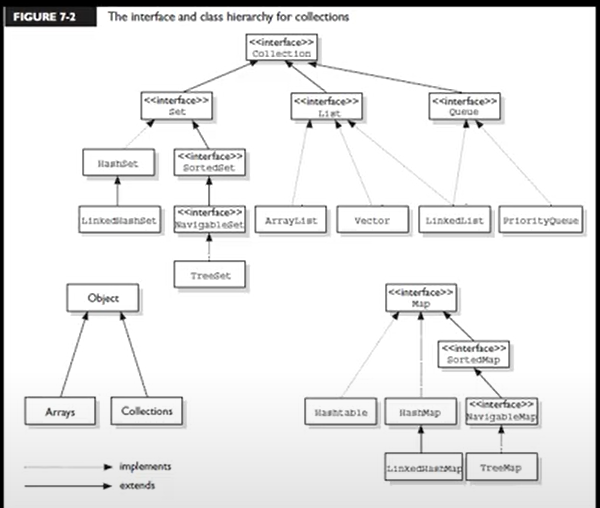 FIGURE 7-2 The interface and class hierarchy for collections
<<interface>>
Collection
<<interface>>
Set
<<interface>>
List
<<interface>>
Queue
HashSet
<<interface>>
SortedSet
LinkedHashSet
<<interface>>
NavigableSet
ArrayList
Vector
LinkedList
PriorityQueue
TreeSet
Object
<<interface>>
Map
<<interface>>
SortedMap
Arrays
Collections
Hashtable
HashMap
<<interface>>
NavigableMap
LinkedHashMap
TreeMap
implements
extends